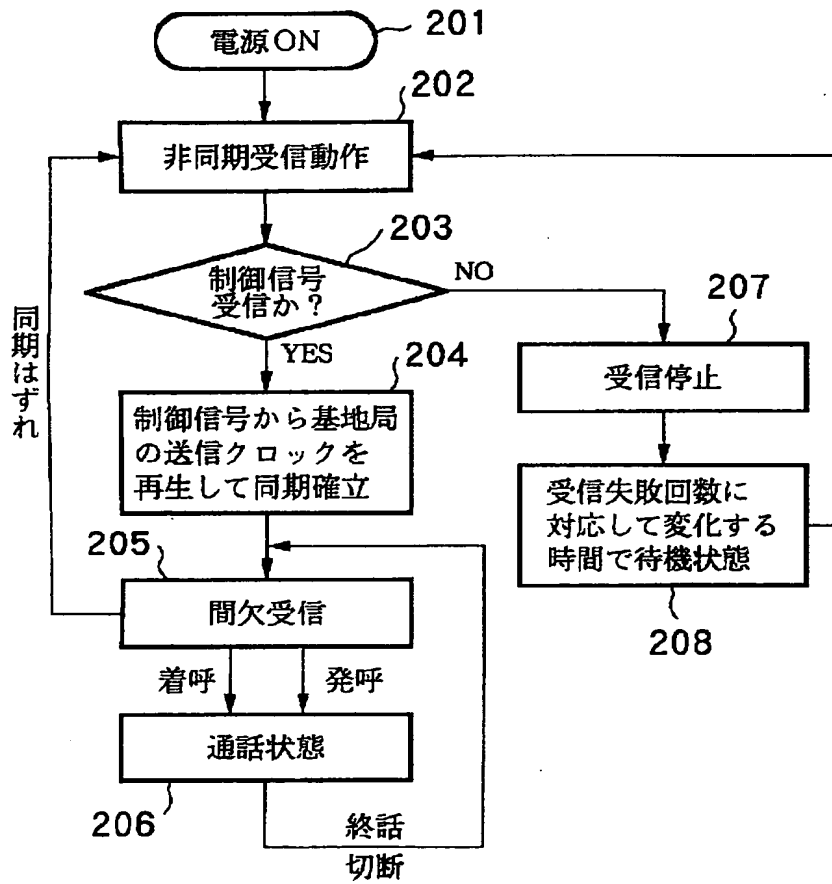 電源ON
201
202
非同期受信動作
203
制御信号
受信か?
NO
YES
204
制御信号から基地局
の送信クロックを
再生して同期確立
207
受信停止
受信失敗回数に
対応して変化する
時間で待機状態
208
同期はずれ
205
間欠受信
着呼
発呼
通話状態
206
終話
切断